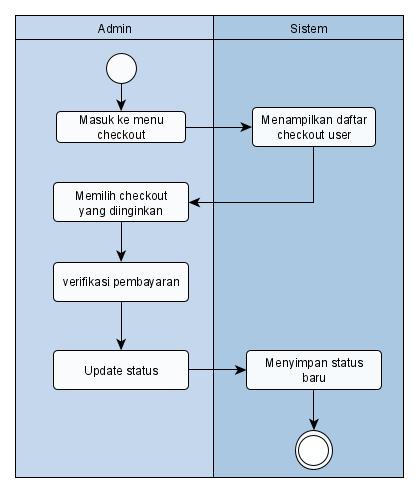 Admin
Sistem
Masuk ke menu
checkout
Menampilkan daftar
checkout user
Memilih checkout
yang diinginkan
verifikasi pembayaran
Update status
Menyimpan status
baru